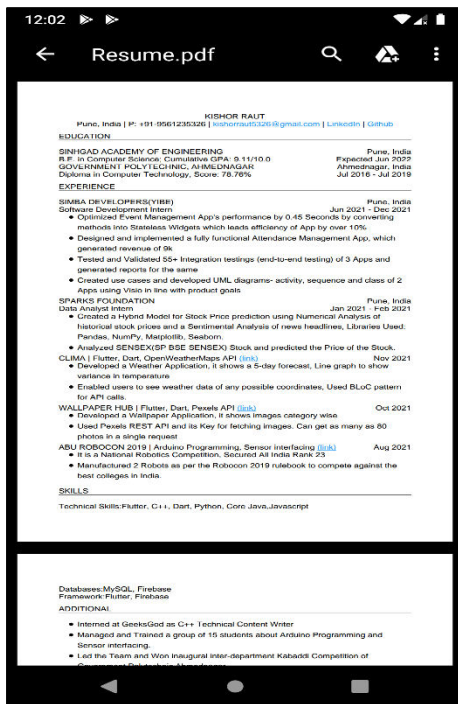 12:02
Resume.pdf
KISHOR RAUT
Pune, India | P: +91-9561235326 | kishorraut5326@gmail.com | LinkedIn | Github
EDUCATION
SINHGAD ACADEMY OF ENGINEERING Pune, India
B.E. in Computer Science; Cumulative GPA: 9.11/10.0 Expected Jun 2022
GOVERNMENT POLYTECHNIC, AHMEDNAGAR Ahmednagar, India
Diploma in Computer Technology, Score: 78.76% Jul 2016 - Jul 2019
EXPERIENCE
SIMBA DEVELOPERS(YIBE) Pune, India
Software Development Intern Jun 2021 - Dec 2021
● Optimized Event Management App's performance by 0.45 Seconds by converting
methods into Stateless Widgets which leads efficiency of App by over 10%
● Designed and implemented a fully functional Attendance Management App, which
generated revenue of 9k
● Tested and Validated 55+ Integration testings (end-to-end testing) of 3 Apps and
generated reports for the same
● Created use cases and developed UML diagrams- activity, sequence and class of 2
Apps using Visio in line with product goals
SPARKS FOUNDATION Pune, India
Data Analyst Intern Jan 2021 - Feb 2021
● Created a Hybrid Model for Stock Price prediction using Numerical Analysis of
historical stock prices and a Sentimental Analysis of news headlines, Libraries Used:
Pandas, NumPy, Matplotlib, Seaborn.
● Analyzed SENSEX(SP BSE SENSEX) Stock and predicted the Price of the Stock.
CLIMA | Flutter, Dart, OpenWeatherMaps API (link) Nov 2021
● Developed a Weather Application, it shows a 5-day forecast, Line graph to show
variance in temperature
● Enabled users to see weather data of any possible coordinates, Used BLoC pattern
for API calls.
WALLPAPER HUB | Flutter, Dart, Pexels API (link) Oct 2021
● Developed a Wallpaper Application, it shows images category wise
● Used Pexels REST API and its Key for fetching images. Can get as many as 80
photos in a single request
ABU ROBOCON 2019 | Arduino Programming, Sensor interfacing (link) Aug 2021
● It is a National Robotics Competition, Secured All India Rank 23
● Manufactured 2 Robots as per the Robocon 2019 rulebook to compete against the
best colleges in India.
SKILLS
Technical Skills:Flutter, C++, Dart, Python, Core Java,Javascript
Databases:MySQL, Firebase
Framework:Flutter, Firebase
ADDITIONAL
● Interned at GeeksGod as C++ Technical Content Writer
● Managed and Trained a group of 15 students about Arduino Programming and
Sensor interfacing.
● Led the Team and Won inaugural inter-department Kabaddi Competition of
Government Polytechnic Ahmednagar